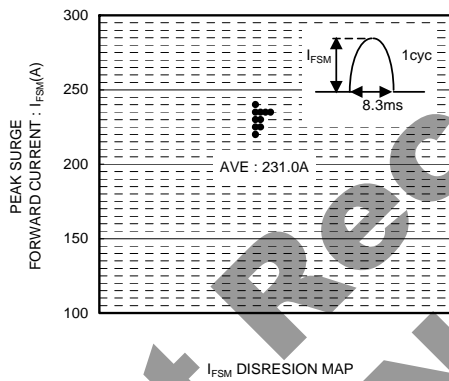 300
250
200
150
100
PEAK SURGE
FORWARD CURRENT : IFSM(A)
IFSM
1cyc
8.3ms
AVE : 231.0A
IFSM DISRESION MAP